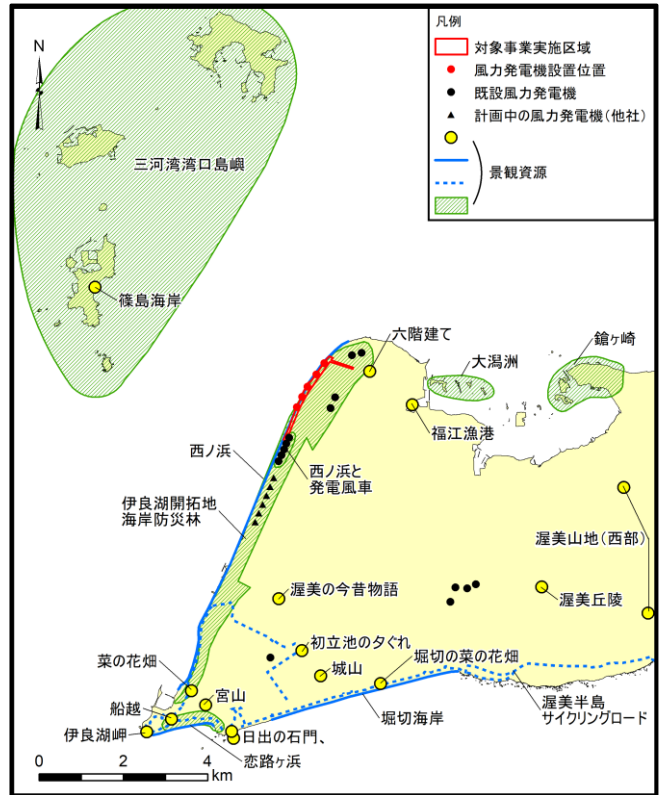 凡例
対象事業実施区域
風力発電機設置位置
既設風力発電機
計画中の風力発電機(他社)
景観資源
N
三河湾湾口島嶼
篠島海岸
六階建て
大潟洲
鎗ヶ崎
福江漁港
西ノ浜
西ノ浜と
発電風車
伊良湖開拓地
海岸防災林
渥美山地(西部)
渥美の今昔物語
渥美丘陵
初立池の夕ぐれ
菜の花畑
城山
堀切の菜の花畑
宮山
船越
伊良湖岬
日出の石門、
恋路ヶ浜
堀切海岸
渥美半島
サイクリングロード
0 2 4
km